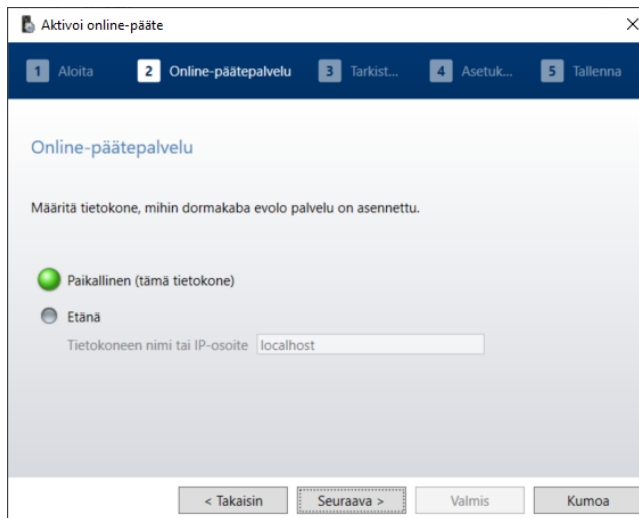 Aktivoi online-pääte
1 Aloita 2 Online-päätepalvelu 3 Tarkist... 4 Asetuk... 5 Tallenna
Online-päätepalvelu
Määritä tietokone, mihin dormakaba evolo palvelu on asennettu.
Paikallinen (tämä tietokone)
Etänä
Tietokoneen nimi tai IP-osoite localhost
< Takaisin Seuraava > Valmis Kumoa